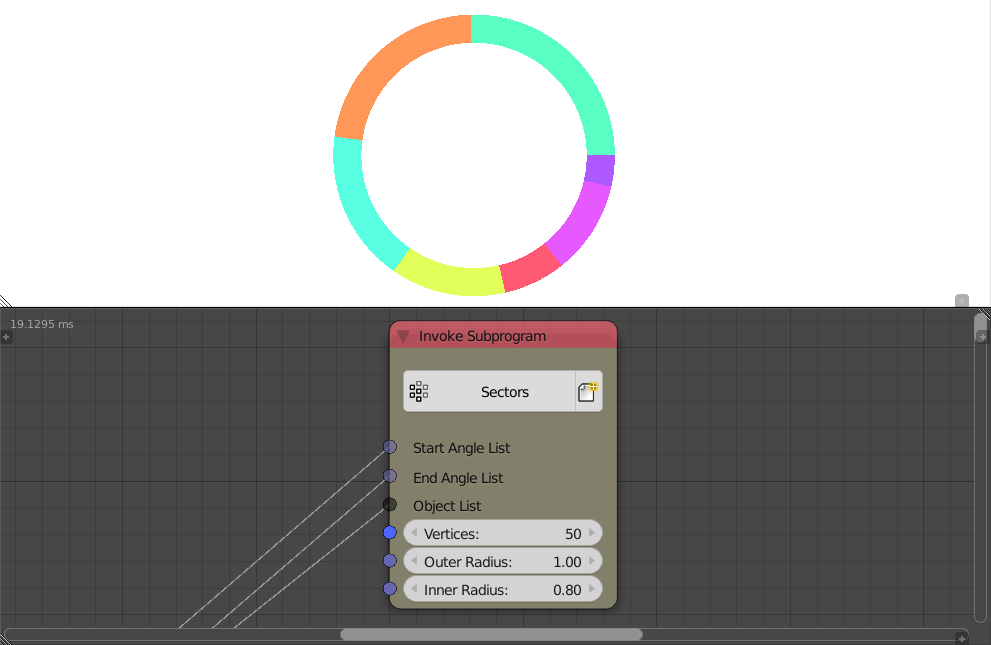 19.1295 ms
Invoke Subprogram
Sectors
Start Angle List
End Angle List
Object List
Vertices: 50
Outer Radius: 1.00
Inner Radius: 0.80